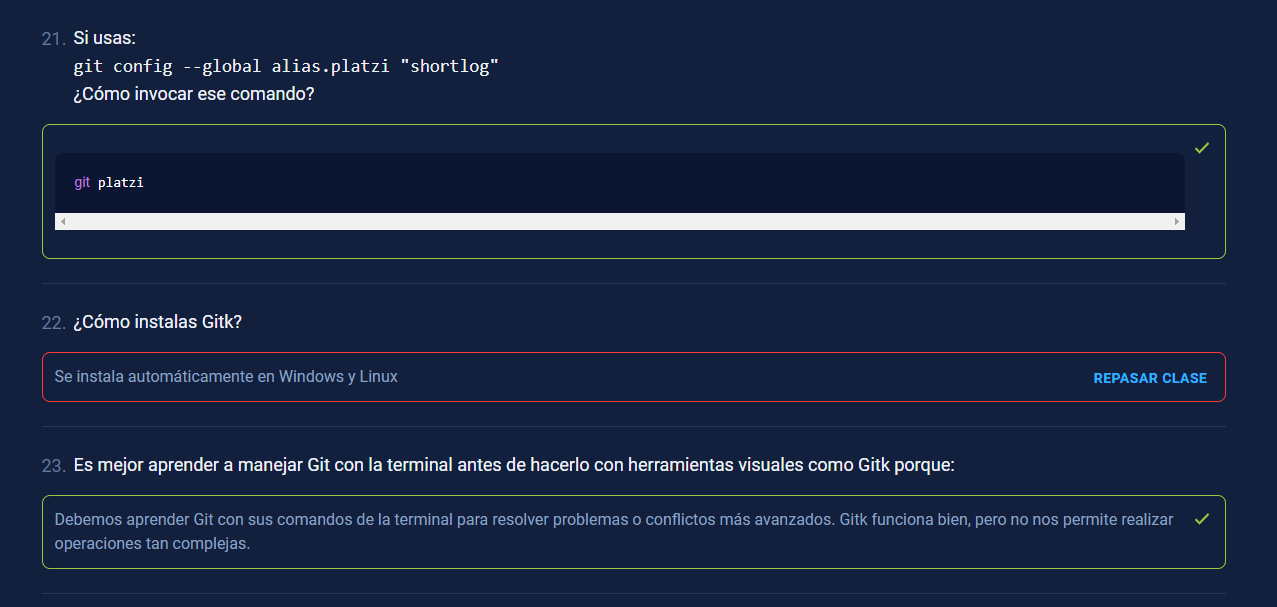 21. Si usas:
git config --global alias.platzi "shortlog"
¿Cómo invocar ese comando?
git platzi
22. ¿Cómo instalas Gitk?
Se instala automáticamente en Windows y Linux
REPASAR CLASE
23. Es mejor aprender a manejar Git con la terminal antes de hacerlo con herramientas visuales como Gitk porque:
Debemos aprender Git con sus comandos de la terminal para resolver problemas o conflictos más avanzados. Gitk funciona bien, pero no nos permite realizar
operaciones tan complejas.